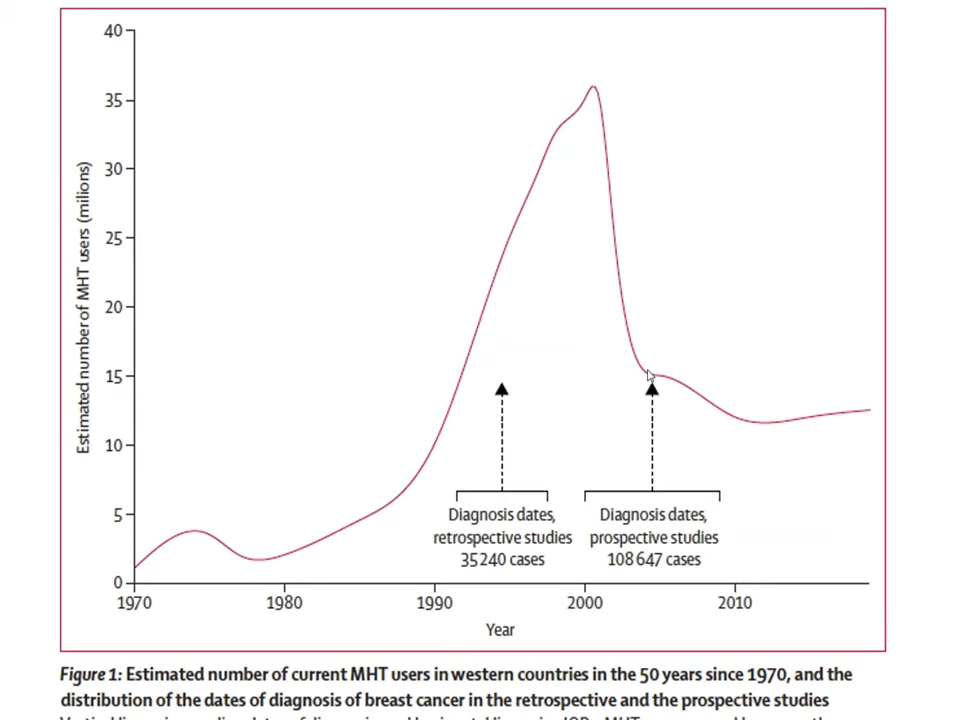 40
35
30
25
20
15
10
5
0
Estimated number of MHT users (milions)
Diagnosis dates,
retrospective studies
35 240 cases
Diagnosis dates,
prospective studies
108 647 cases
1970 1980 1990 2000 2010
Year
Figure 1: Estimated number of current MHT users in western countries in the 50 years since 1970, and the
distribution of the dates of diagnosis of breast cancer in the retrospective and the prospective studies